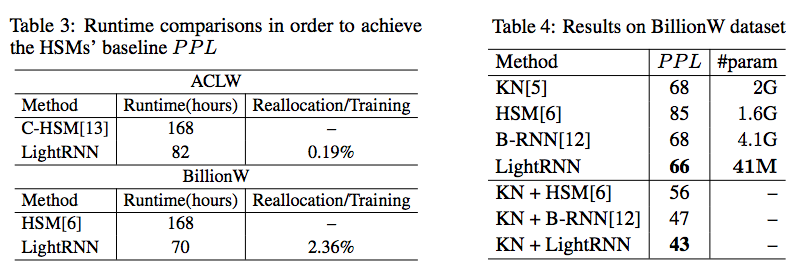 Table 3: Runtime comparisons in order to achieve
the HSMs' baseline PPL
ACLW
Method Runtime(hours) Reallocation/Training
C-HSM[13] 168 –
LightRNN 82 0.19%
BillionW
Method Runtime(hours) Reallocation/Training
HSM[6] 168 –
LightRNN 70 2.36%
Table 4: Results on BillionW dataset
Method PPL #param
KN[5] 68 2G
HSM[6] 85 1.6G
B-RNN[12] 68 4.1G
LightRNN 66 41M
KN + HSM[6] 56 –
KN + B-RNN[12] 47 –
KN + LightRNN 43 –